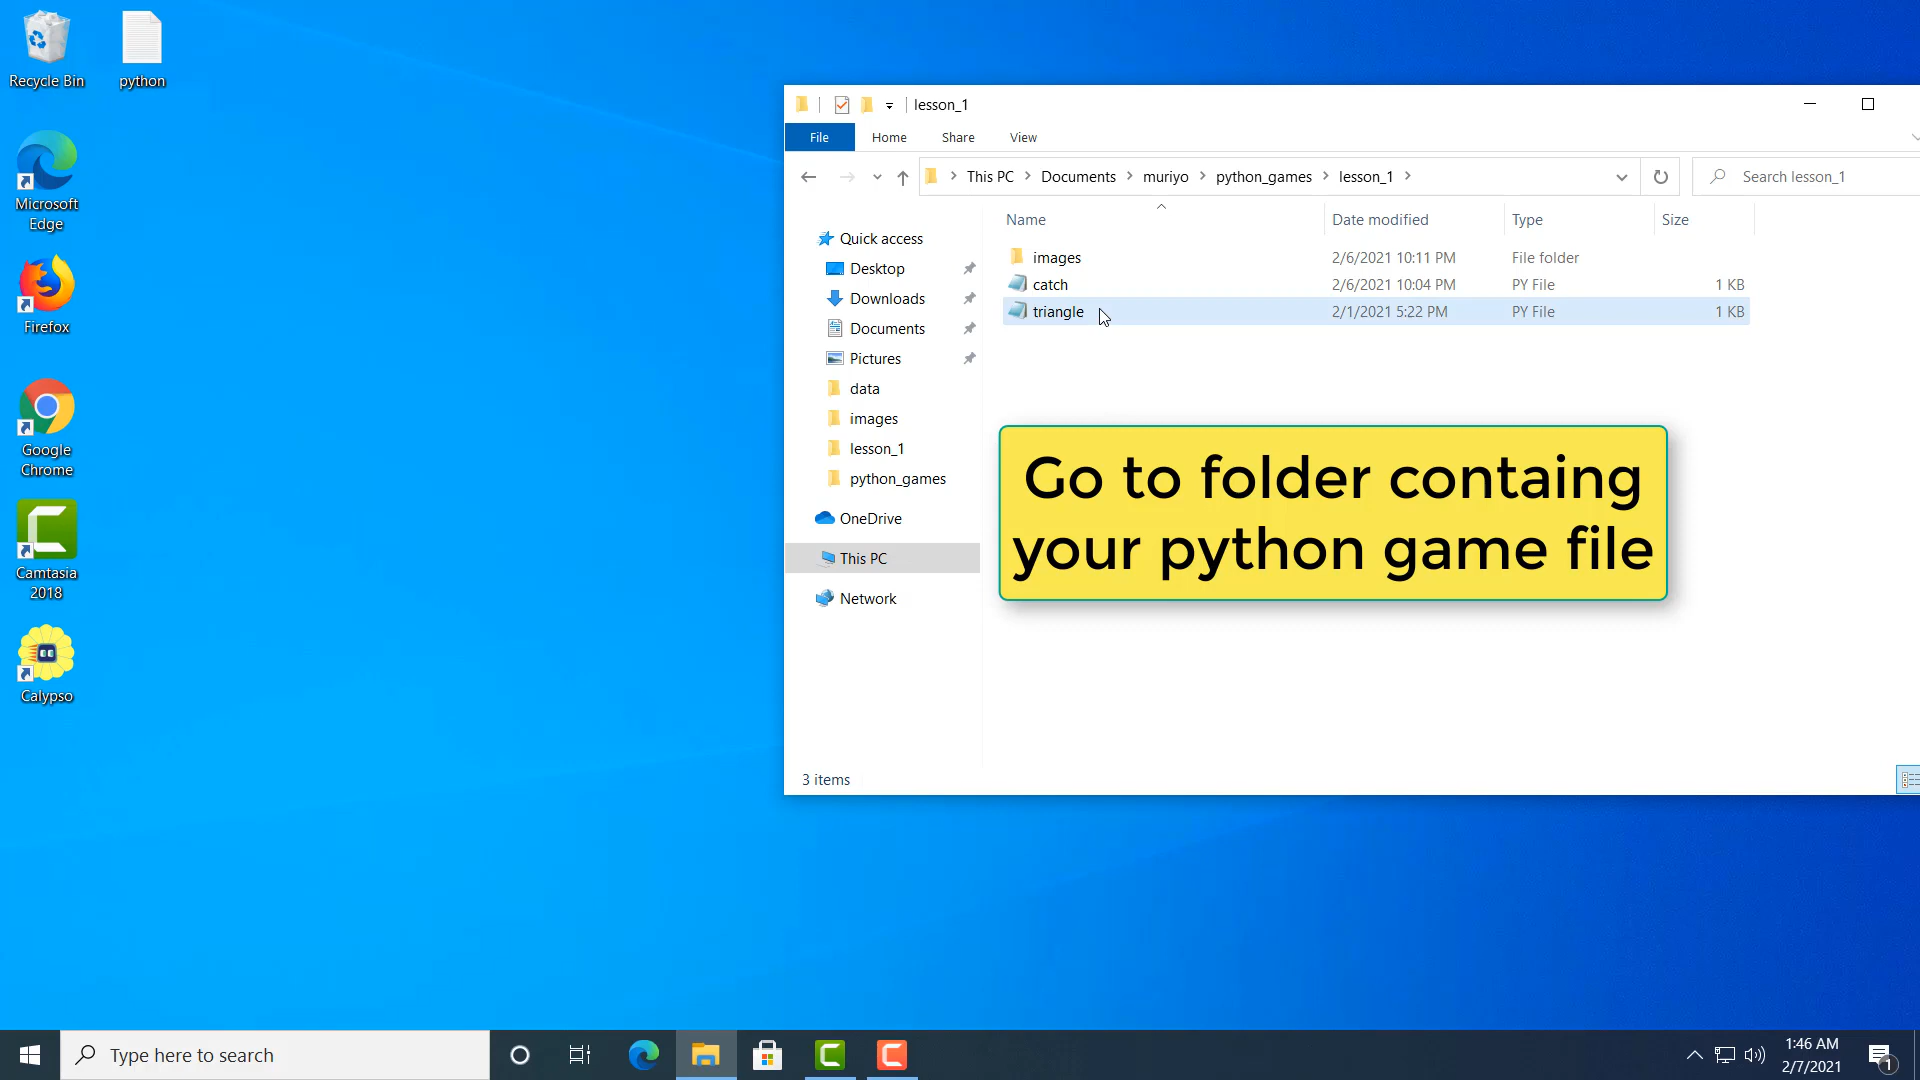 Recycle Bin
python
Microsoft
Edge
Firefox
Google
Chrome
Camtasia
2018
Calypso
lesson_1
File Home Share View
This PC Documents muriyo python_games lesson_1
Search lesson_1
Name Date modified Type Size
images 2/6/2021 10:11 PM File folder
catch 2/6/2021 10:04 PM PY File 1 KB
triangle 2/1/2021 5:22 PM PY File 1 KB
Quick access
Desktop
Downloads
Documents
Pictures
data
images
lesson_1
python_games
OneDrive
This PC
Network
Go to folder containg
your python game file
3 items
Type here to search
1:46 AM
2/7/2021
1